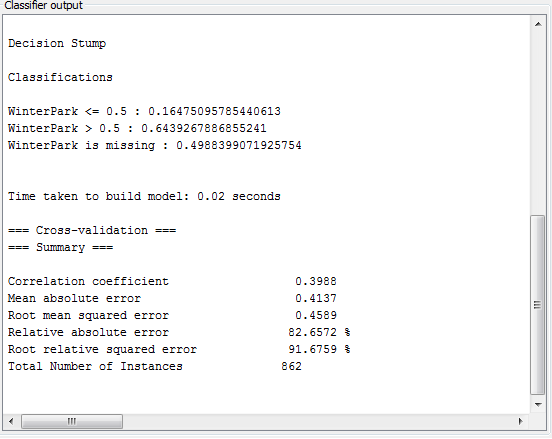 Classifier output
Decision Stump
Classifications
WinterPark <= 0.5 : 0.16475095785440613
WinterPark > 0.5 : 0.6439267886855241
WinterPark is missing : 0.4988399071925754
Time taken to build model: 0.02 seconds
=== Cross-validation ===
=== Summary ===
Correlation coefficient 0.3988
Mean absolute error 0.4137
Root mean squared error 0.4589
Relative absolute error 82.6572 %
Root relative squared error 91.6759 %
Total Number of Instances 862